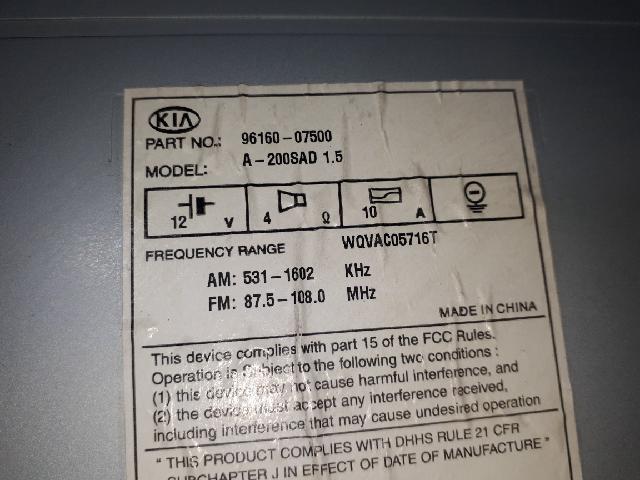 KIA
PART NO.: 96160-07500
MODEL: A-200SAD 1.5
12 V 4 Ω 10 A
FREQUENCY RANGE WQVAC05716T
AM: 531-1602 KHz
FM: 87.5-108.0 MHz
MADE IN CHINA
This device complies with part 15 of the FCC Rules.
Operation is Subject to the following two conditions :
(1) this device may not cause harmful interference, and
(2) the device must accept any interference received,
including interference that may cause undesired operation
" THIS PRODUCT COMPLIES WITH DHHS RULE 21 CFR
SUBCHAPTER J IN EFFECT OF DATE OF MANUFACTURE "